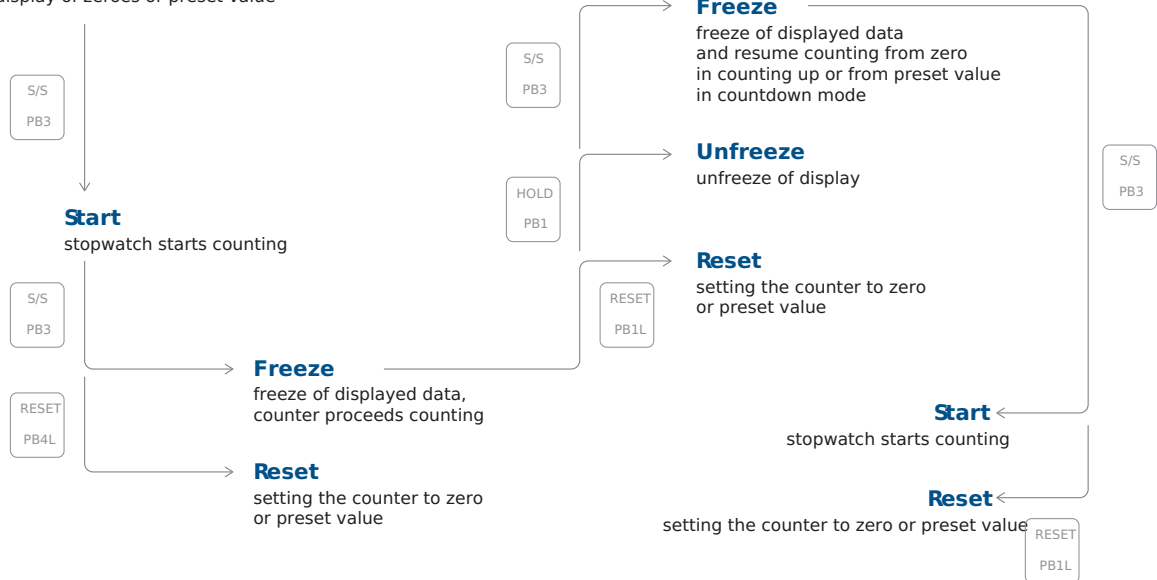 display of zeroes or preset value
S/S
PB3
Start
stopwatch starts counting
S/S
PB3
Freeze
freeze of displayed data,
counter proceeds counting
RESET
PB4L
Reset
setting the counter to zero
or preset value
S/S
PB3
Freeze
freeze of displayed data
and resume counting from zero
in counting up or from preset value
in countdown mode
HOLD
PB1
Unfreeze
unfreeze of display
RESET
PB1L
Reset
setting the counter to zero
or preset value
S/S
PB3
Start
stopwatch starts counting
Reset
setting the counter to zero or preset value
RESET
PB1L